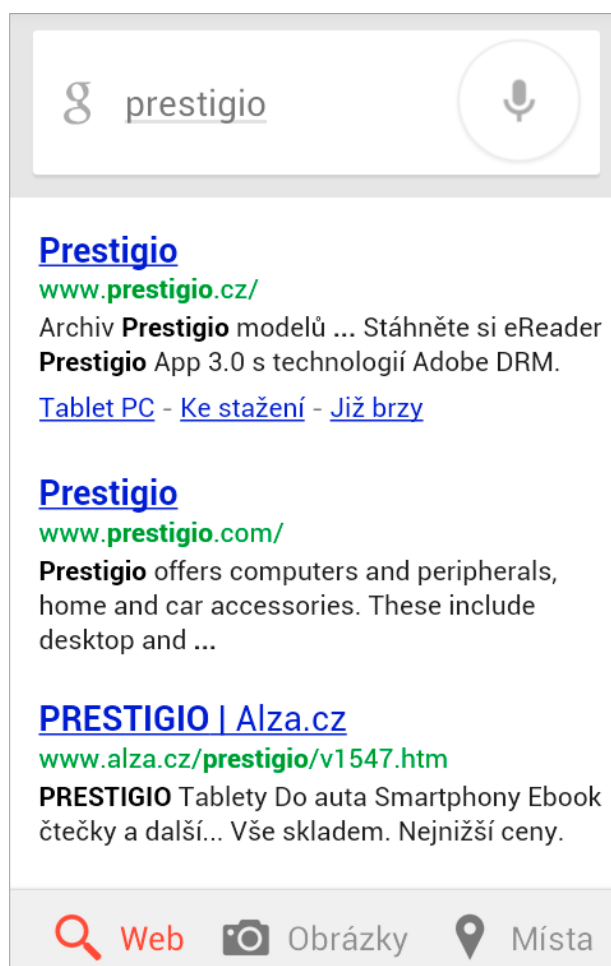 g prestigio
Prestigio
www.prestigio.cz/
Archiv Prestigio modelů ... Stáhněte si eReader
Prestigio App 3.0 s technologií Adobe DRM.
Tablet PC - Ke stažení - Již brzy
Prestigio
www.prestigio.com/
Prestigio offers computers and peripherals,
home and car accessories. These include
desktop and ...
PRESTIGIO | Alza.cz
www.alza.cz/prestigio/v1547.htm
PRESTIGIO Tablety Do auta Smartphony Ebook
čtečky a další... Vše skladem. Nejnižší ceny.
Web Obrázky Místa